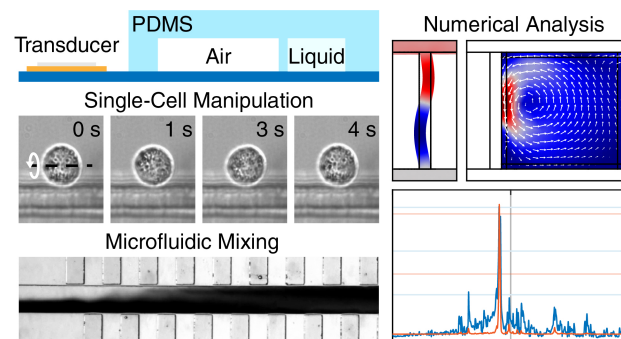 PDMS
Transducer
Air
Liquid
Single-Cell Manipulation
0 s
1 s
3 s
4 s
Microfluidic Mixing
Numerical Analysis